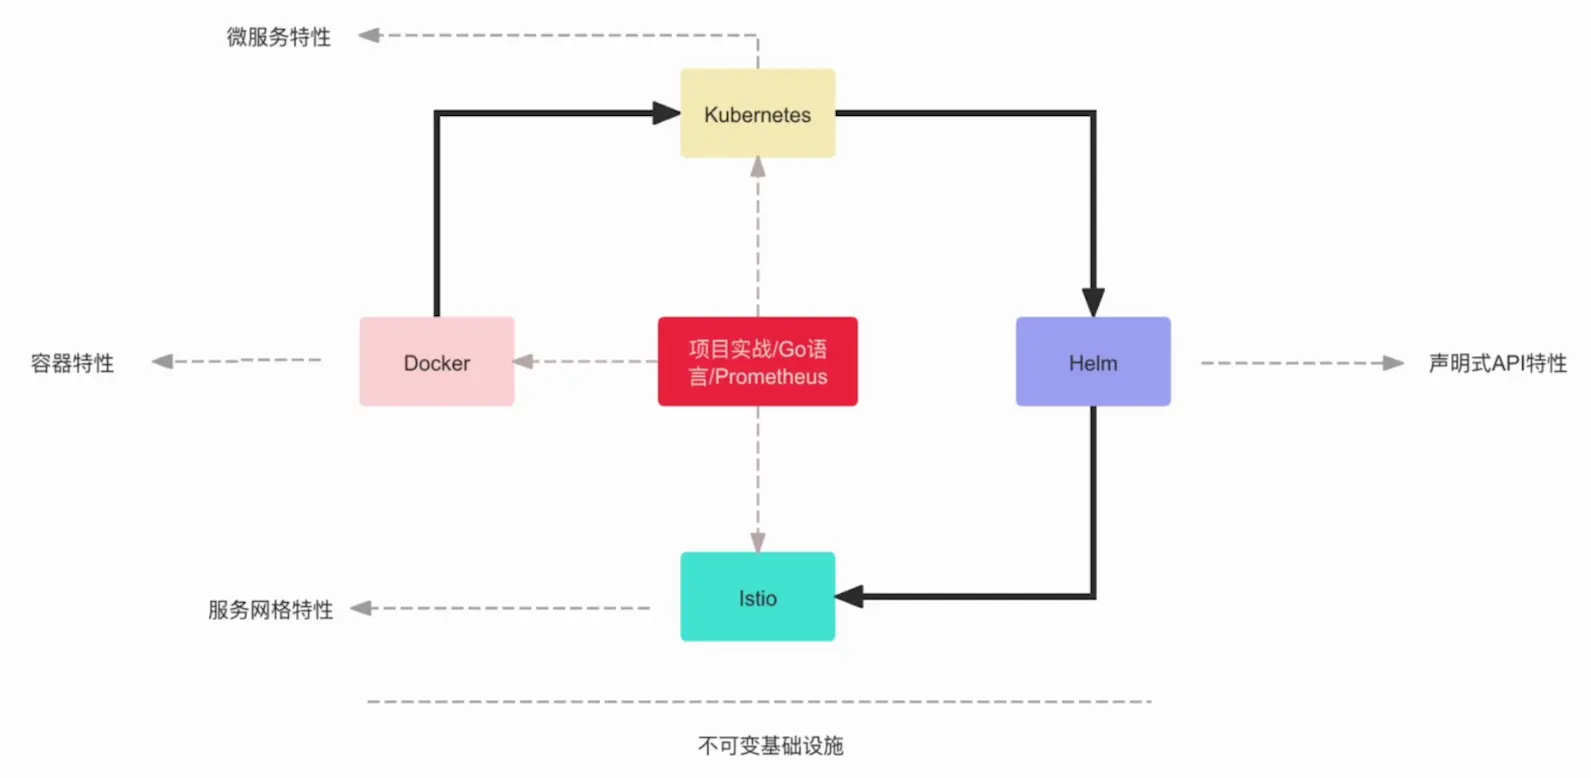 微服务特性
Kubernetes
容器特性
Docker
项目实战/Go语
言/Prometheus
Helm
声明式API特性
服务网格特性
Istio
不可变基础设施